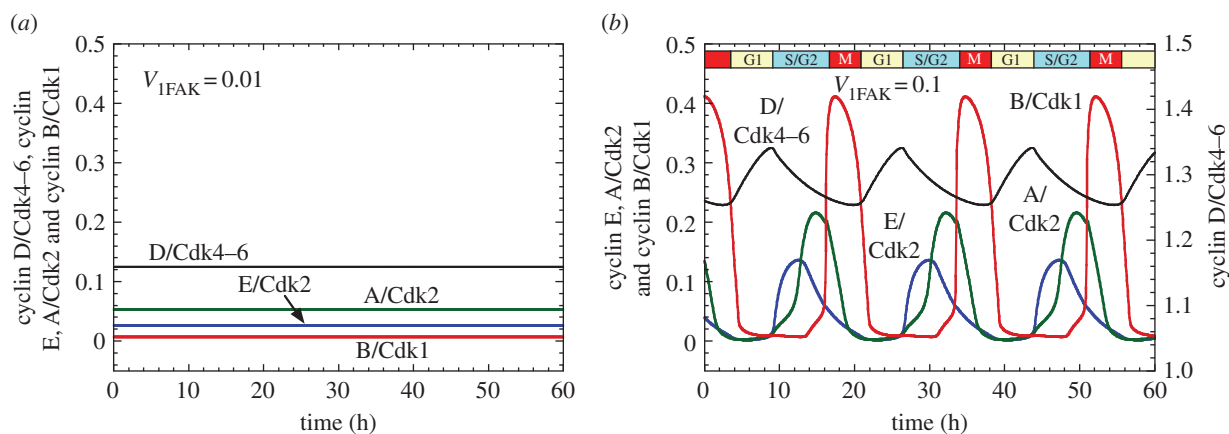 (a)
0.5
0.4
0.3
0.2
0.1
0
cyclin D/Cdk4–6, cyclin
E, A/Cdk2 and cyclin B/Cdk1
V1FAK = 0.01
D/Cdk4–6
E/Cdk2
A/Cdk2
B/Cdk1
0 10 20 30 40 50 60
time (h)
(b)
0.5
0.4
0.3
0.2
0.1
0
cyclin E, A/Cdk2
and cyclin B/Cdk1
G1 S/G2 M G1 S/G2 M G1 S/G2 M
V1FAK = 0.1
D/
Cdk4–6
B/Cdk1
E/
Cdk2
A/
Cdk2
1.5
1.4
1.3
1.2
1.1
1.0
cyclin D/Cdk4–6
0 10 20 30 40 50 60
time (h)